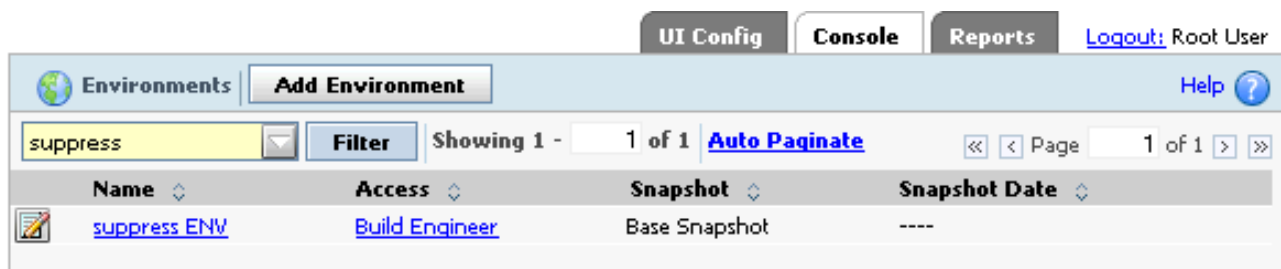 UI Config Console Reports Logout: Root User
Environments Add Environment Help ?
suppress Filter Showing 1 - 1 of 1 Auto Paginate << < Page 1 of 1 > >>
Name Access Snapshot Snapshot Date
suppress ENV Build Engineer Base Snapshot ----